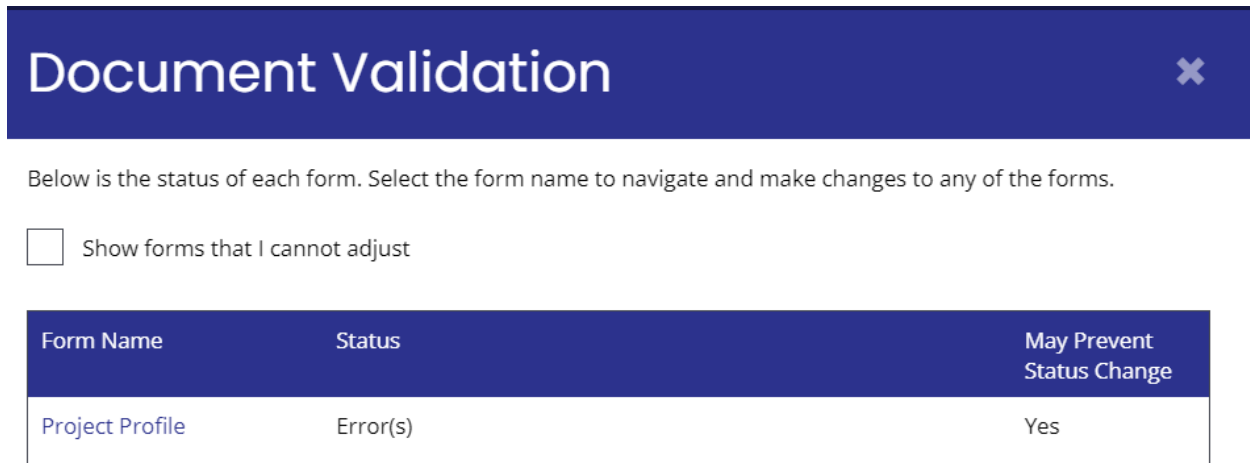 Document Validation
Below is the status of each form. Select the form name to navigate and make changes to any of the forms.
Show forms that I cannot adjust
Form Name Status May Prevent
Status Change
Project Profile Error(s) Yes